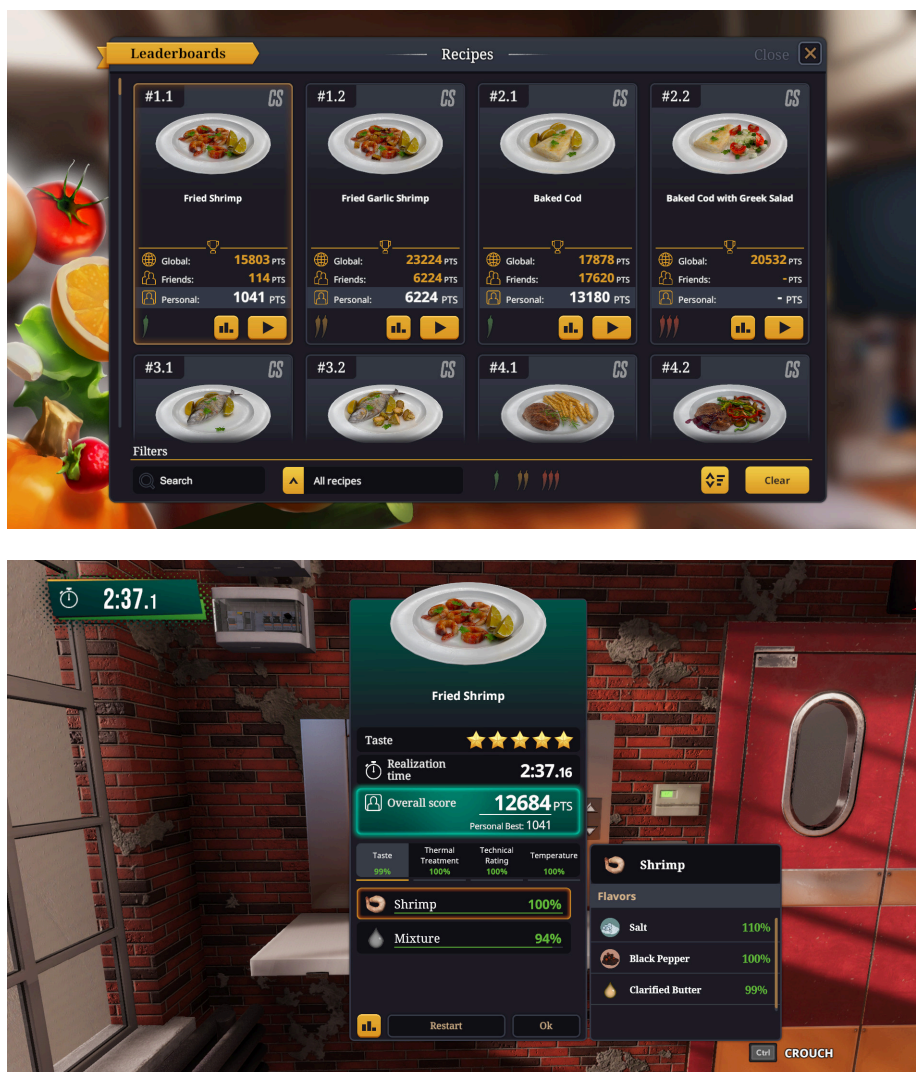 Leaderboards
Recipes
Close
#1.1
CS
#1.2
CS
#2.1
CS
#2.2
CS
Fried Shrimp
Fried Garlic Shrimp
Baked Cod
Baked Cod with Greek Salad
Global: 15803 PTS
Friends: 114 PTS
Personal: 1041 PTS
Global: 23224 PTS
Friends: 6224 PTS
Personal: 6224 PTS
Global: 17878 PTS
Friends: 17620 PTS
Personal: 13180 PTS
Global: 20532 PTS
Friends: - PTS
Personal: - PTS
#3.1
CS
#3.2
CS
#4.1
CS
#4.2
CS
Filters
Search
All recipes
Clear
2:37.1
Fried Shrimp
Taste
Realization time 2:37.16
Overall score 12684 PTS
Personal Best: 1041
Taste 99%
Thermal Treatment 100%
Technical Rating 100%
Temperature 100%
Shrimp 100%
Mixture 94%
Restart
Ok
Shrimp
Flavors
Salt 110%
Black Pepper 100%
Clarified Butter 99%
Ctrl CROUCH